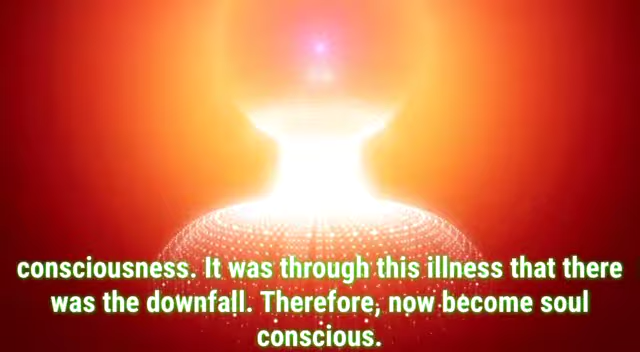 consciousness. It was through this illness that there
was the downfall. Therefore, now become soul
conscious.